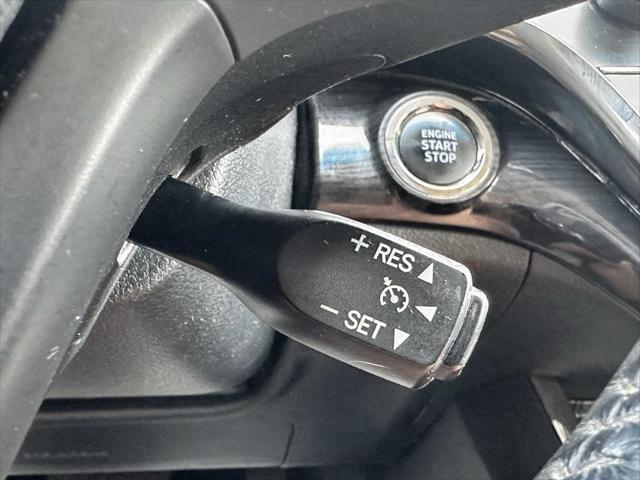 ENGINE
START
STOP
+ RES ▲
◀
− SET ▼